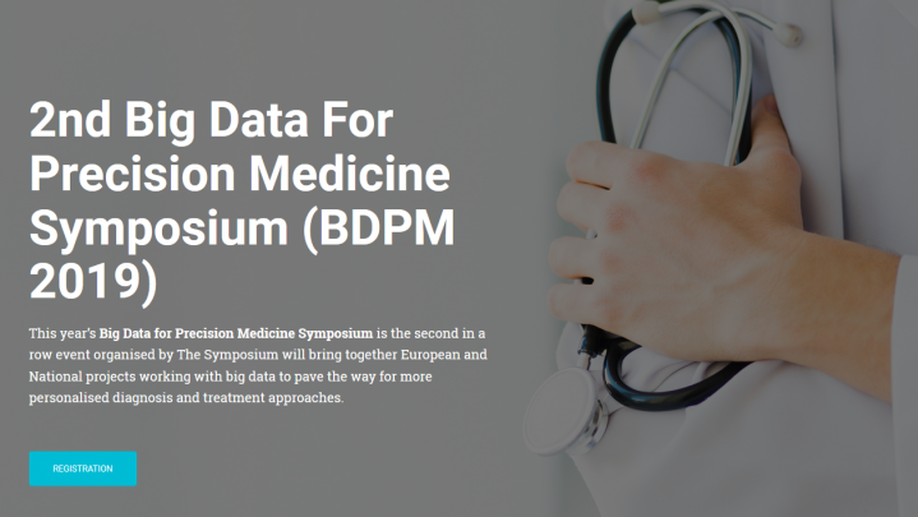 2nd Big Data For
Precision Medicine
Symposium (BDPM
2019)
This year's Big Data for Precision Medicine Symposium is the second in a
row event organised by The Symposium will bring together European and
National projects working with big data to pave the way for more
personalised diagnosis and treatment approaches.
REGISTRATION